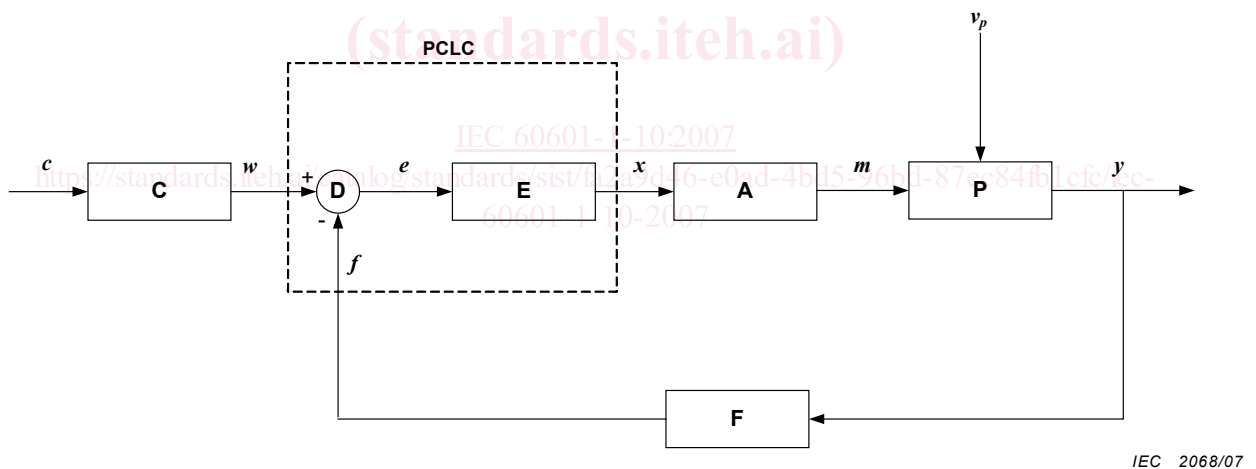 (standards.iteh.ai)
v_p
PCLC
IEC 60601-1-10:2007
c
C
w
+
D
-
e
E
x
A
m
P
y
https://standards.iteh.ai/catalog/standards/sist/fa2a9d46-e0ad-4bd5-96bd-87ec84fb1cfc/iec-
60601-1-10-2007
f
F
IEC 2068/07